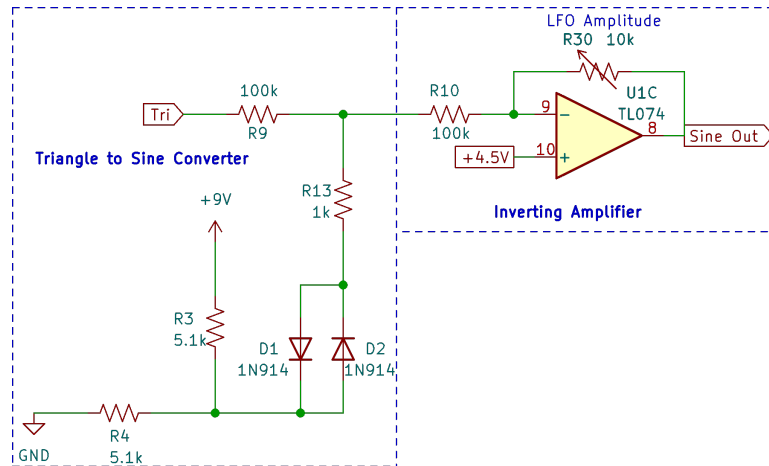 LFO Amplitude
R30 10k
100k
R10
U1C
TL074
Tri
R9
100k
9
8
10
Sine Out
+4.5V
Triangle to Sine Converter
R13
1k
+9V
Inverting Amplifier
R3
5.1k
D1
1N914
D2
1N914
R4
5.1k
GND